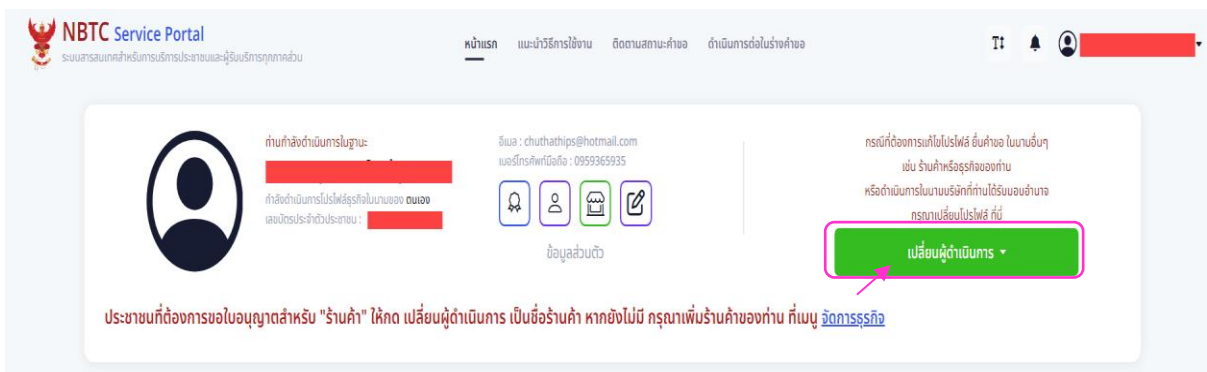 NBTC Service Portal
ระบบสารสนเทศสำหรับการบริการประชาชนและผู้รับบริการทุกภาคส่วน
หน้าแรก แนะนำวิธีการใช้งาน ติดตามสถานะคำขอ ดำเนินการต่อในร่างคำขอ
ท่านกำลังดำเนินการในฐานะ
กำลังดำเนินการโปรไฟล์ธุรกิจในนามของ ตนเอง
เลขบัตรประจำตัวประชาชน :
อีเมล : chuthathips@hotmail.com
เบอร์โทรศัพท์มือถือ : 0959365935
ข้อมูลส่วนตัว
กรณีที่ต้องการแก้ไขโปรไฟล์ ยื่นคำขอ ในนามอื่นๆ
เช่น ร้านค้าหรือธุรกิจของท่าน
หรือดำเนินการในนามบริษัทที่ท่านได้รับมอบอำนาจ
กรุณาเปลี่ยนโปรไฟล์ ที่นี่
เปลี่ยนผู้ดำเนินการ
ประชาชนที่ต้องการขอใบอนุญาตสำหรับ "ร้านค้า" ให้กด เปลี่ยนผู้ดำเนินการ เป็นชื่อร้านค้า หากยังไม่มี กรุณาเพิ่มร้านค้าของท่าน ที่เมนู จัดการธุรกิจ